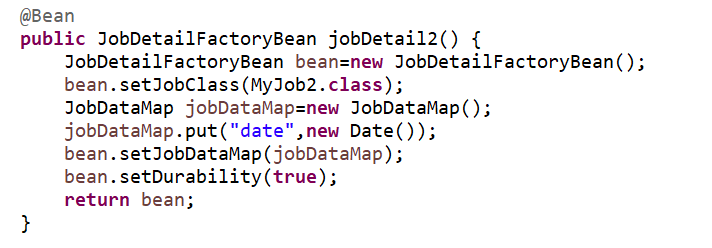 @Bean
public JobDetailFactoryBean jobDetail2() {
    JobDetailFactoryBean bean=new JobDetailFactoryBean();
    bean.setJobClass(MyJob2.class);
    JobDataMap jobDataMap=new JobDataMap();
    jobDataMap.put("date",new Date());
    bean.setJobDataMap(jobDataMap);
    bean.setDurability(true);
    return bean;
}